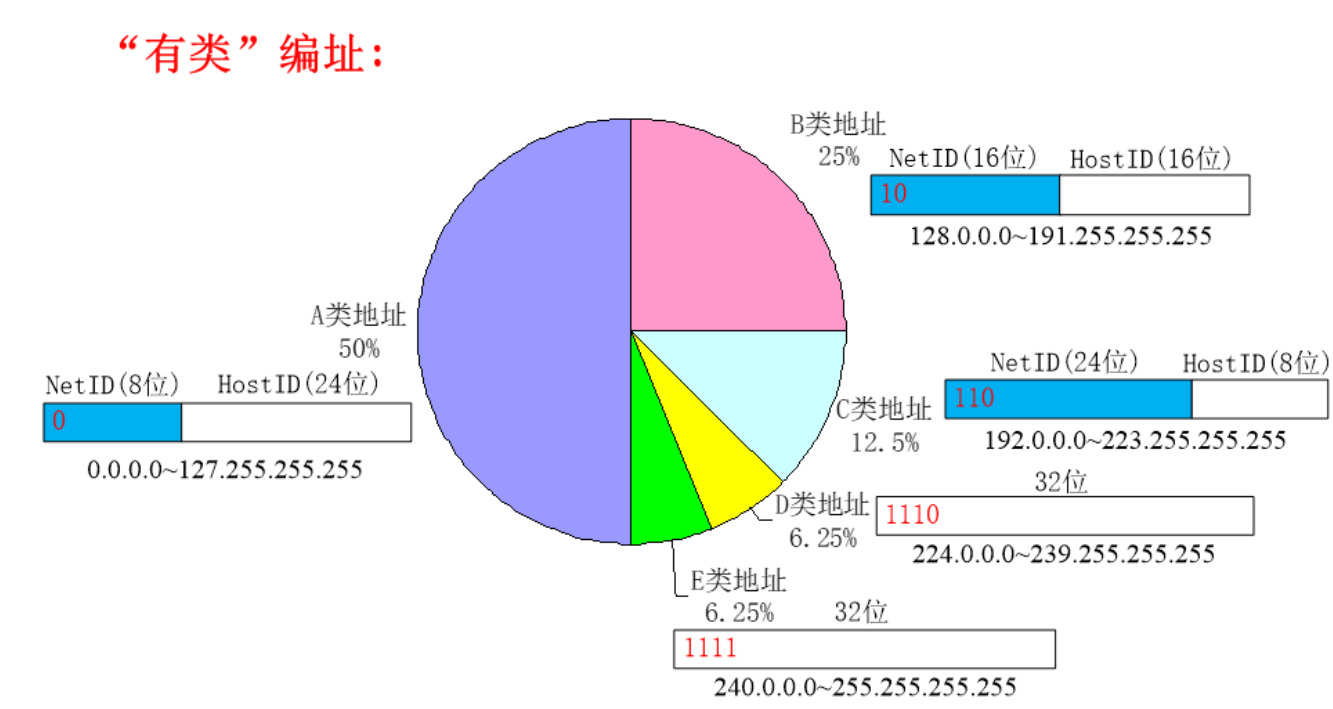 “有类”编址:
B类地址
25%
NetID(16位) HostID(16位)
10
128.0.0.0~191.255.255.255
A类地址
50%
NetID(8位) HostID(24位)
0
0.0.0.0~127.255.255.255
NetID(24位) HostID(8位)
110
C类地址
12.5%
192.0.0.0~223.255.255.255
32位
D类地址
6.25%
1110
224.0.0.0~239.255.255.255
E类地址
6.25% 32位
1111
240.0.0.0~255.255.255.255